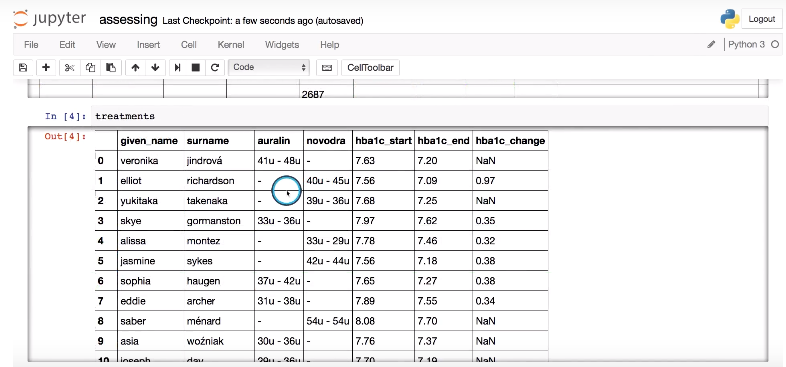 jupyter assessing Last Checkpoint: a few seconds ago (autosaved) Logout
File Edit View Insert Cell Kernel Widgets Help Python 3
Code CellToolbar
2687
In [4]: treatments
Out[4]:
given_name surname auralin novodra hba1c_start hba1c_end hba1c_change
0 veronika jindrová 41u - 48u - 7.63 7.20 NaN
1 elliot richardson - 40u - 45u 7.56 7.09 0.97
2 yukitaka takenaka - 39u - 36u 7.68 7.25 NaN
3 skye gormanston 33u - 36u - 7.97 7.62 0.35
4 alissa montez - 33u - 29u 7.78 7.46 0.32
5 jasmine sykes - 42u - 44u 7.56 7.18 0.38
6 sophia haugen 37u - 42u - 7.65 7.27 0.38
7 eddie archer 31u - 38u - 7.89 7.55 0.34
8 saber ménard - 54u - 54u 8.08 7.70 NaN
9 asia woźniak 30u - 36u - 7.76 7.37 NaN
10 joseph day 29u - 36u - 7.70 7.19 NaN